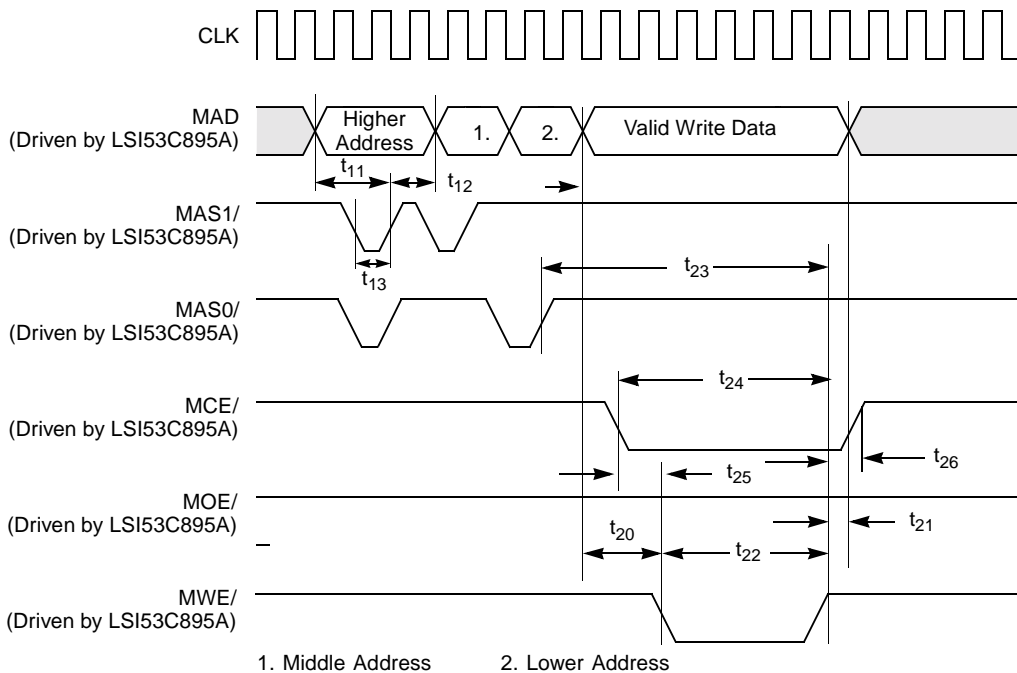 CLK
MAD
(Driven by LSI53C895A)
Higher
Address
1.
2.
Valid Write Data
t11
t12
MAS1/
(Driven by LSI53C895A)
t13
t23
MAS0/
(Driven by LSI53C895A)
t24
MCE/
(Driven by LSI53C895A)
t25
t26
MOE/
(Driven by LSI53C895A)
t20
t22
t21
MWE/
(Driven by LSI53C895A)
1. Middle Address 2. Lower Address